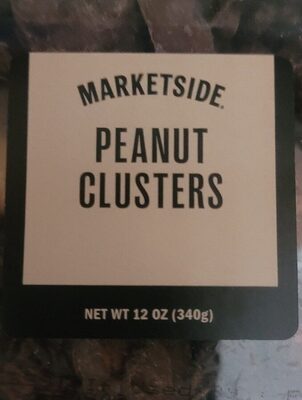 MARKETSIDE®
PEANUT
CLUSTERS
NET WT 12 OZ (340g)